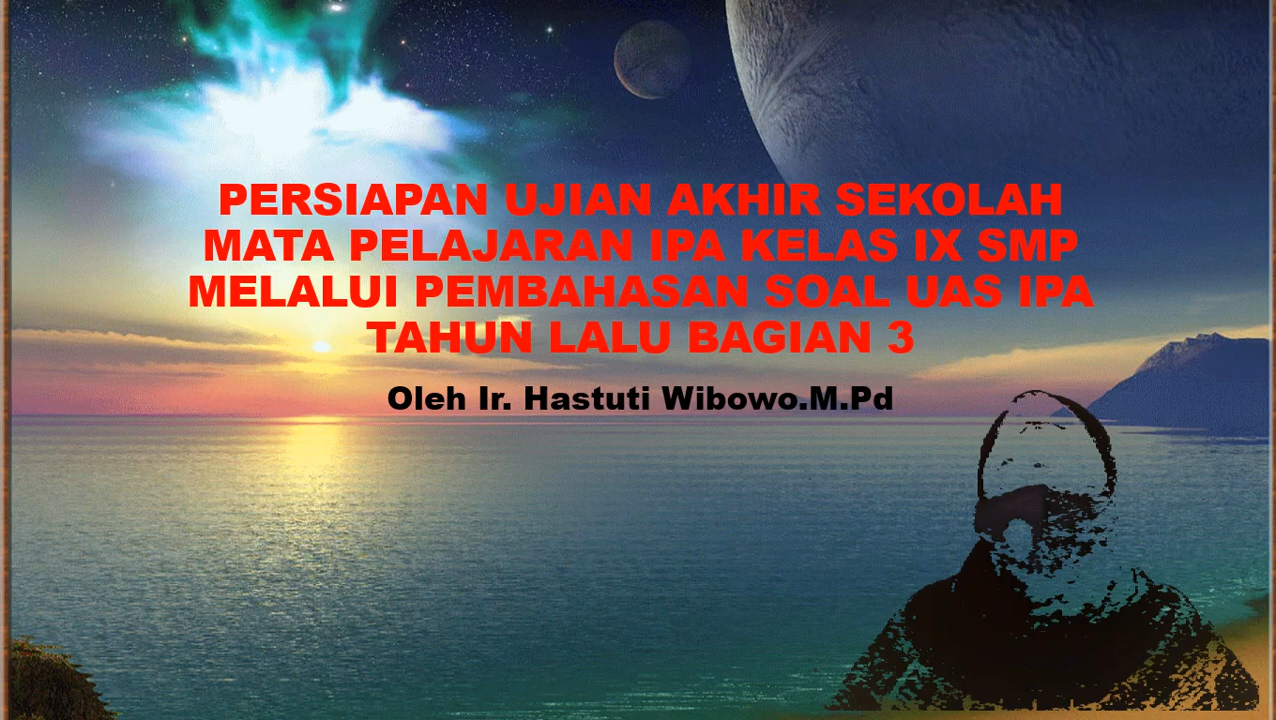 PERSIAPAN UJIAN AKHIR SEKOLAH
MATA PELAJARAN IPA KELAS IX SMP
MELALUI PEMBAHASAN SOAL UAS IPA
TAHUN LALU BAGIAN 3
Oleh Ir. Hastuti Wibowo.M.Pd